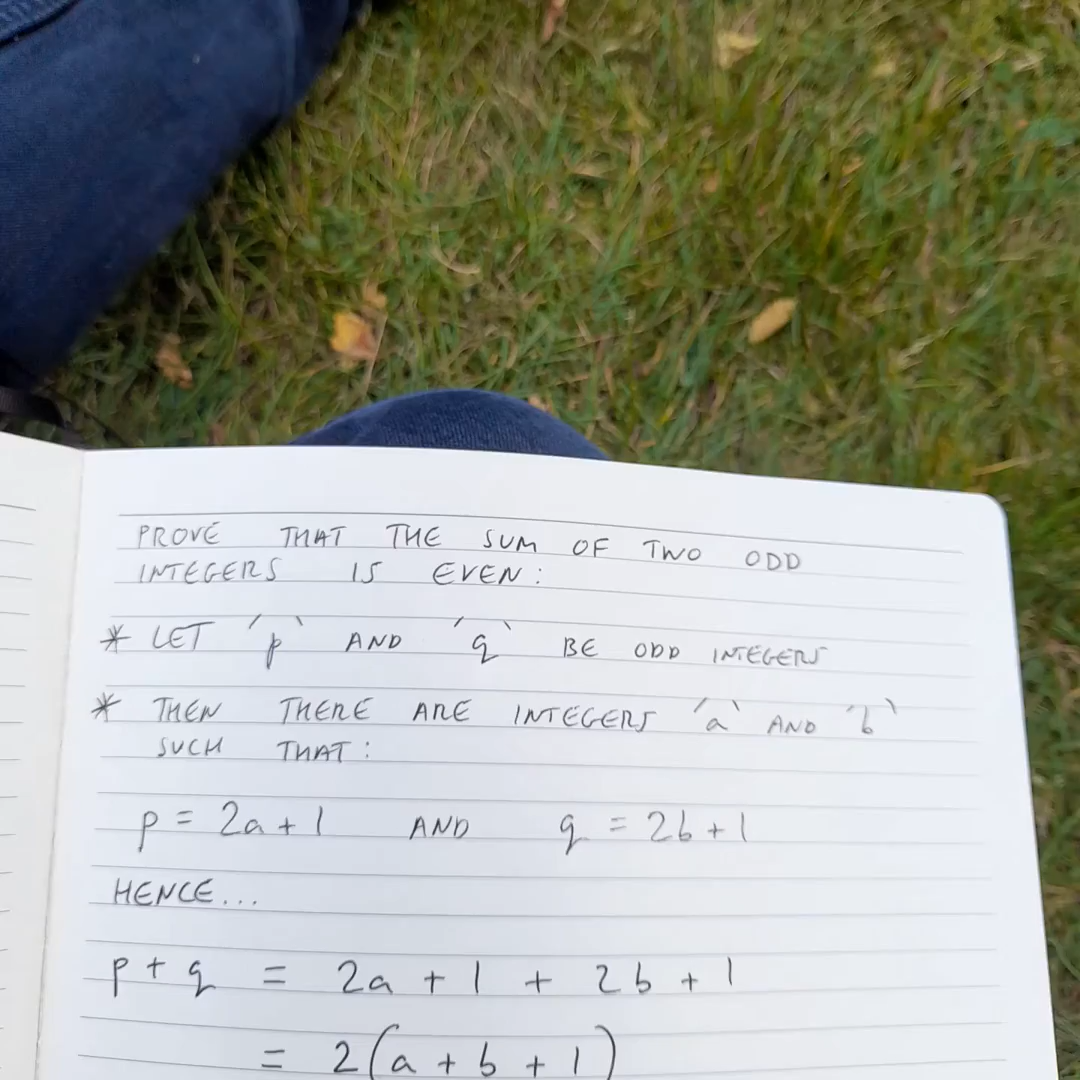 PROVE THAT THE SUM OF TWO ODD
INTEGERS IS EVEN:
* LET 'p' AND 'q' BE ODD INTEGERS
* THEN THERE ARE INTEGERS 'a' AND 'b'
SUCH THAT:
p = 2a + 1 AND q = 2b + 1
HENCE...
p + q = 2a + 1 + 2b + 1
= 2(a + b + 1)